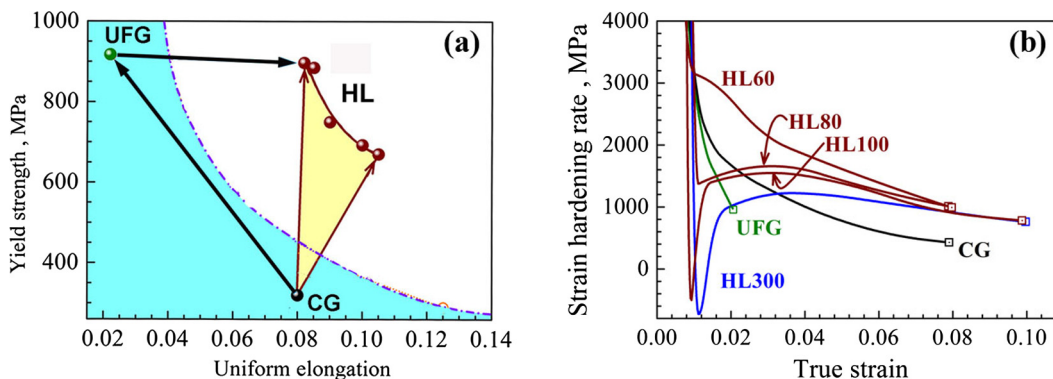 (a)
UFG
HL
CG
Yield strength, MPa
1000
800
600
400
0.02 0.04 0.06 0.08 0.10 0.12 0.14
Uniform elongation
(b)
HL60
HL80
HL100
UFG
CG
HL300
Strain hardening rate, MPa
4000
3000
2000
1000
0
0.00 0.02 0.04 0.06 0.08 0.10
True strain